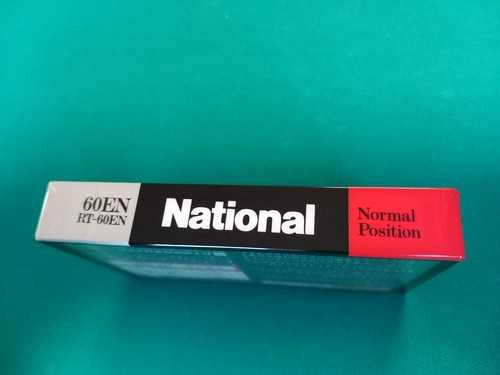 60EN
RT-60EN
National
Normal
Position